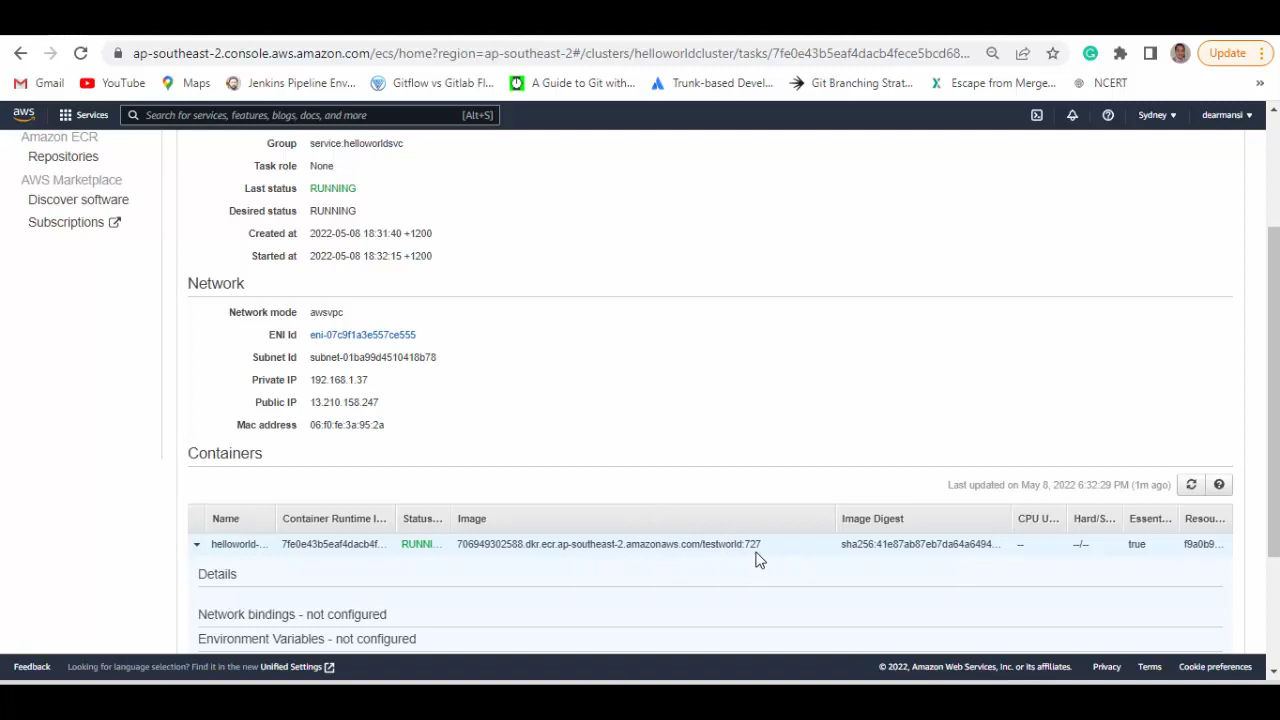 ap-southeast-2.console.aws.amazon.com/ecs/home?region=ap-southeast-2#/clusters/helloworldcluster/tasks/7fe0e43b5eaf4dacb4fece5bcd68...
Update
Gmail YouTube Maps Jenkins Pipeline Env... Gitflow vs Gitlab Fl... A Guide to Git with... Trunk-based Devel... Git Branching Strat... Escape from Merge... NCERT »
aws Services Search for services, features, blogs, docs, and more [Alt+S] Sydney ▼ dearmansi ▼
Amazon ECR
Repositories
AWS Marketplace
Discover software
Subscriptions
Group service:helloworldsvc
Task role None
Last status RUNNING
Desired status RUNNING
Created at 2022-05-08 18:31:40 +1200
Started at 2022-05-08 18:32:15 +1200
Network
Network mode awsvpc
ENI Id eni-07c9f1a3e557ce555
Subnet Id subnet-01ba99d4510418b78
Private IP 192.168.1.37
Public IP 13.210.158.247
Mac address 06:f0:fe:3a:95:2a
Containers
Last updated on May 8, 2022 6:32:29 PM (1m ago)
Name Container Runtime I... Status... Image Image Digest CPU U... Hard/S... Essent... Resou...
helloworld-... 7fe0e43b5eaf4dacb4f... RUNNI... 706949302588.dkr.ecr.ap-southeast-2.amazonaws.com/testworld:727 sha256:41e87ab87eb7da64a6494... -- --/-- true f9a0b9...
Details
Network bindings - not configured
Environment Variables - not configured
Feedback Looking for language selection? Find it in the new Unified Settings © 2022, Amazon Web Services, Inc. or its affiliates. Privacy Terms Cookie preferences